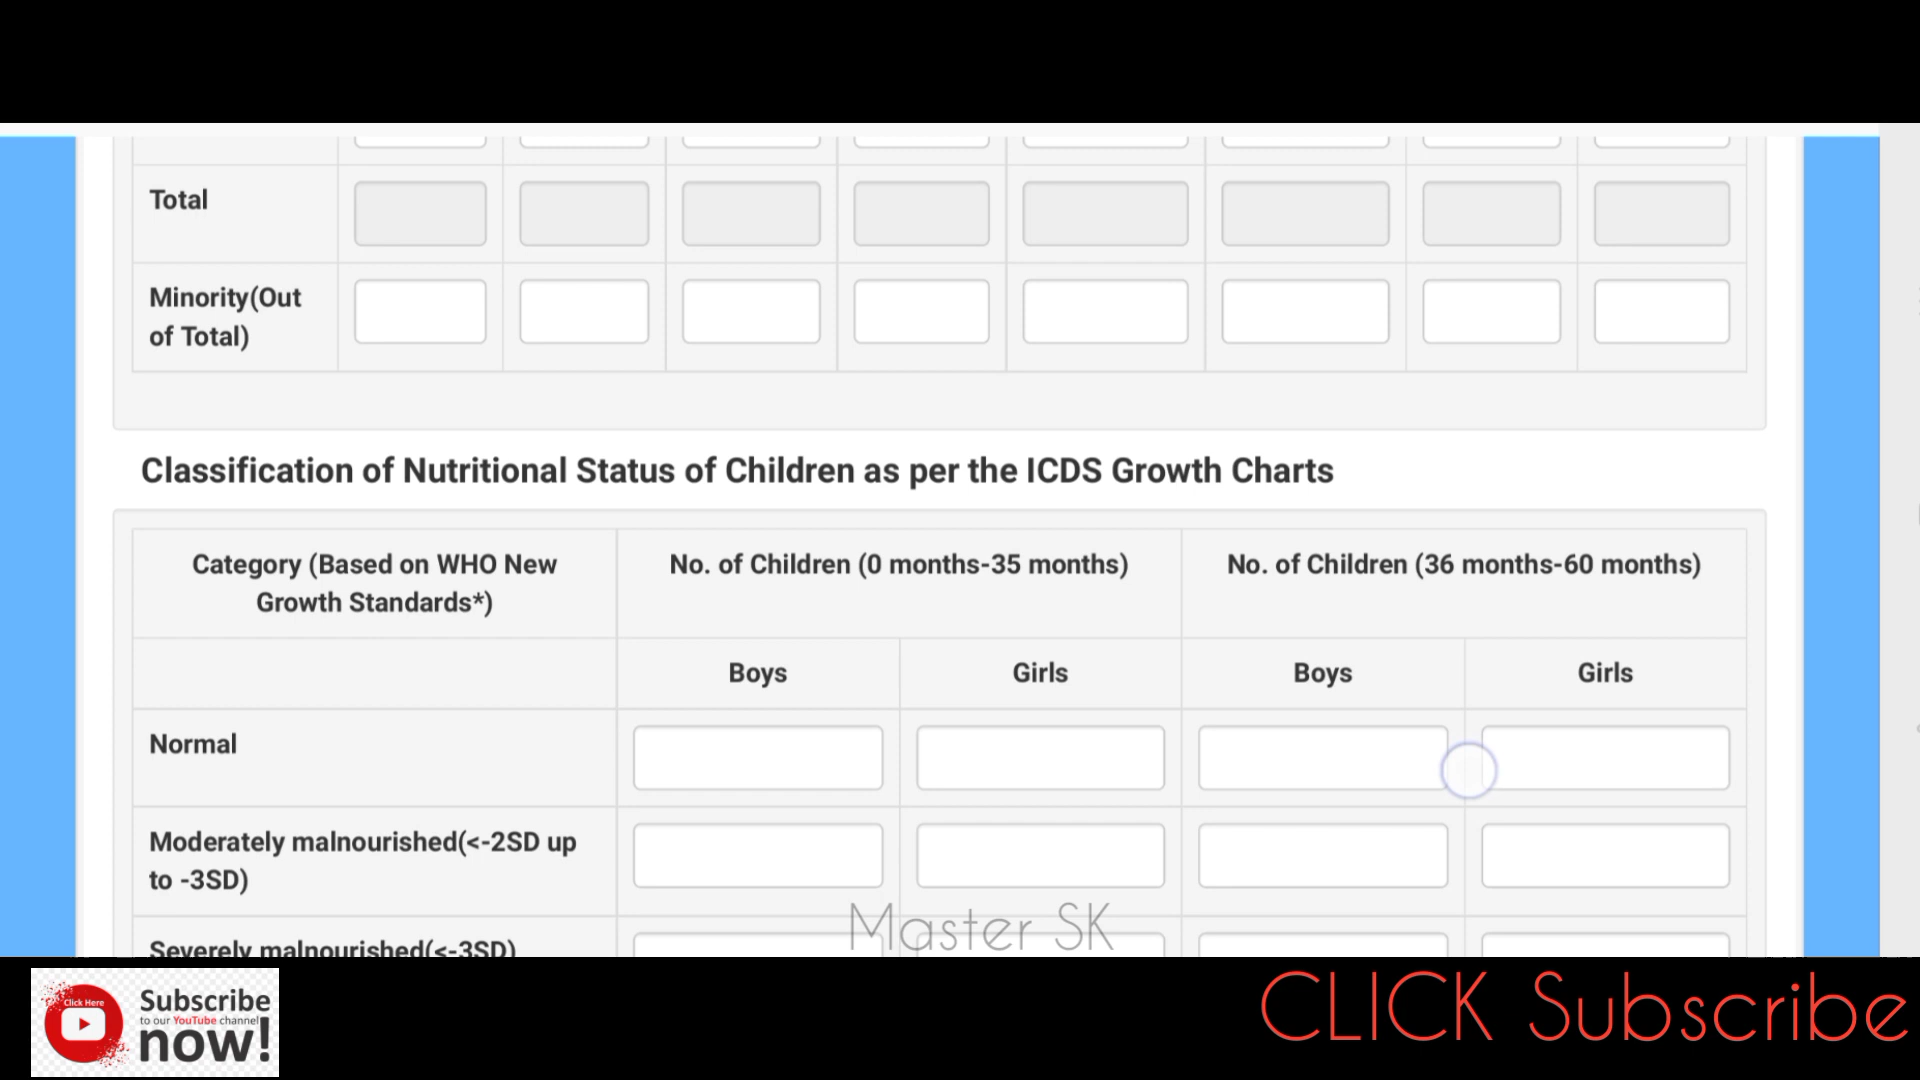 Total
Minority(Out
of Total)
Classification of Nutritional Status of Children as per the ICDS Growth Charts
Category (Based on WHO New
Growth Standards*)
No. of Children (0 months-35 months)
No. of Children (36 months-60 months)
Boys
Girls
Boys
Girls
Normal
Moderately malnourished(<-2SD up
to -3SD)
Severely malnourished(<-3SD)
Master SK
Click Here
Subscribe
to our YouTube channel
now!
CLICK Subscribe